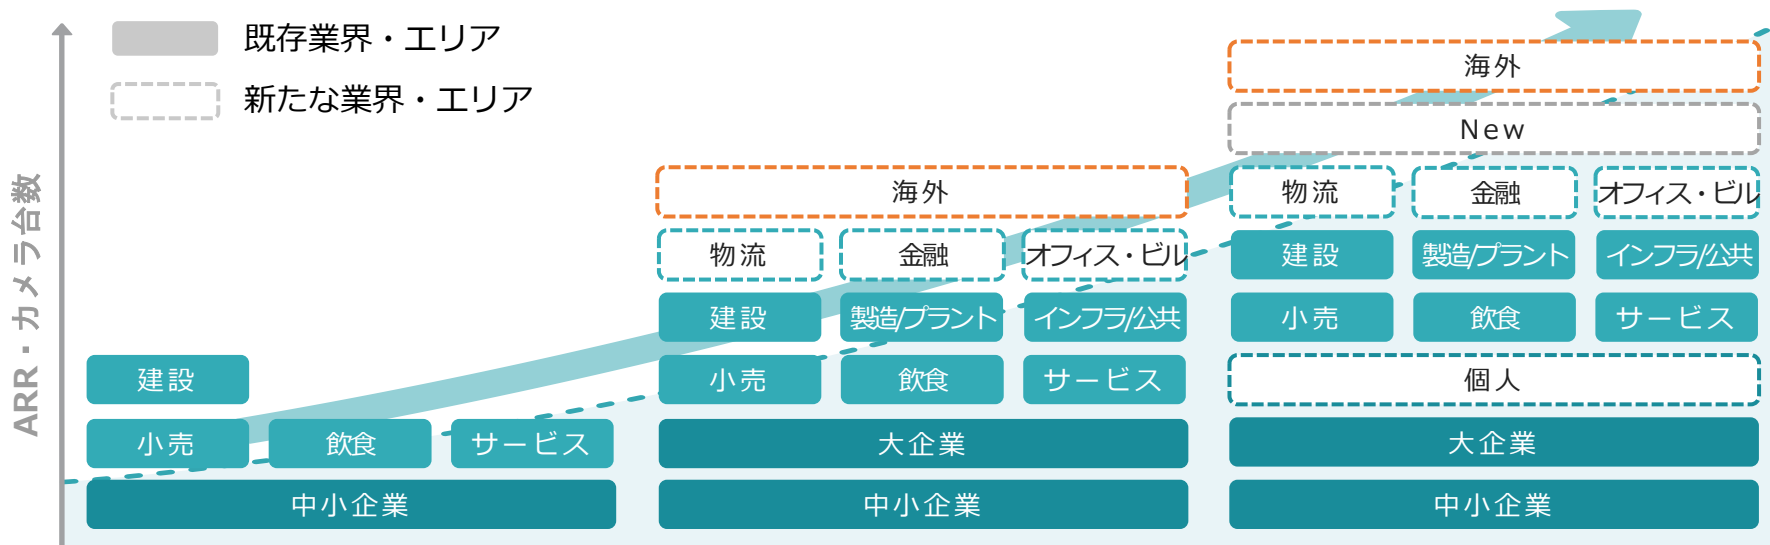 既存業界・エリア
新たな業界・エリア
ARR・カメラ台数
建設
小売 飲食 サービス
中小企業
海外
物流 金融 オフィス・ビル
建設 製造/プラント インフラ/公共
小売 飲食 サービス
大企業
中小企業
海外
New
物流 金融 オフィス・ビル
建設 製造/プラント インフラ/公共
小売 飲食 サービス
個人
大企業
中小企業